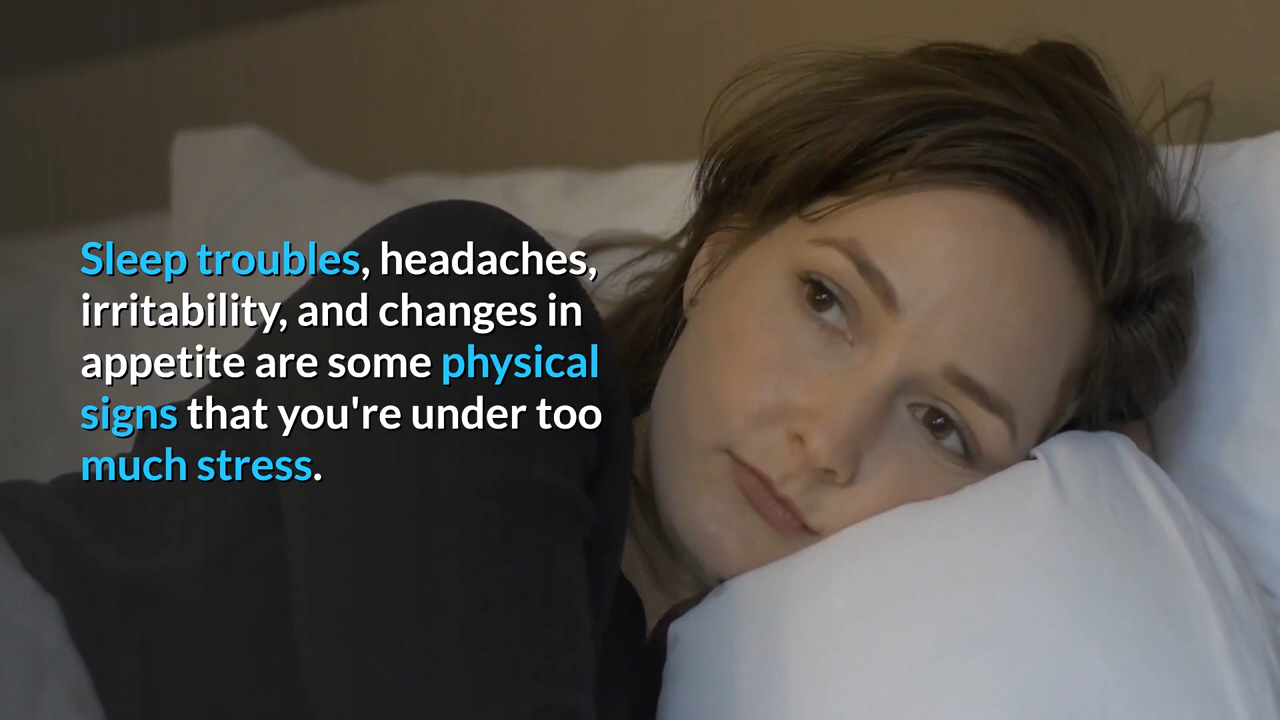 Sleep troubles, headaches,
irritability, and changes in
appetite are some physical
signs that you're under too
much stress.